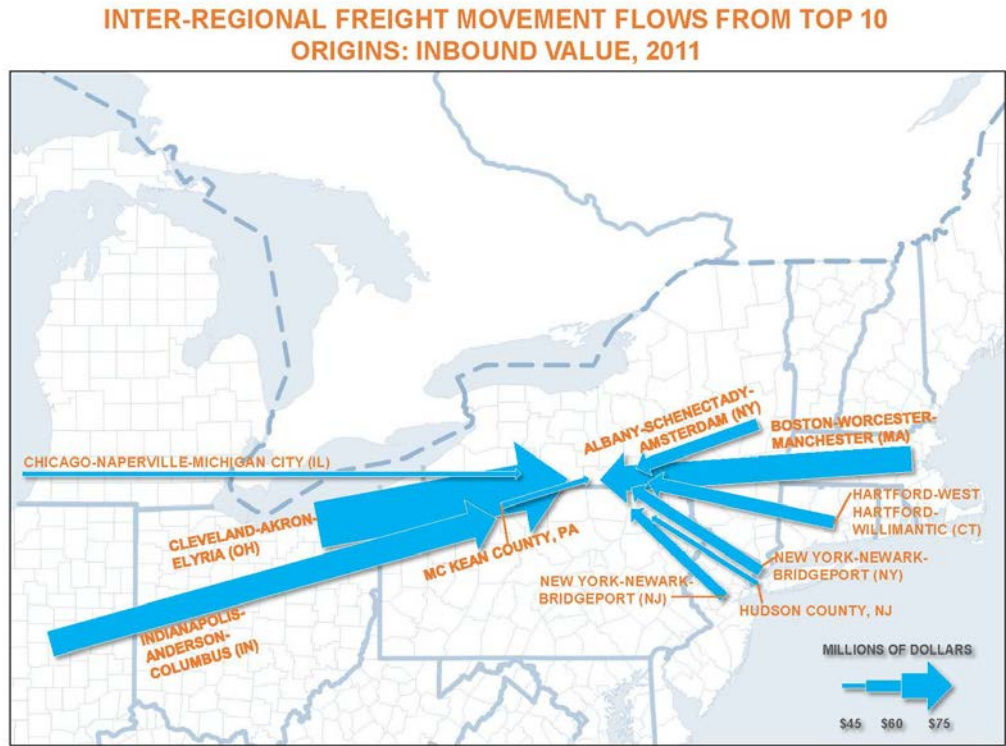 INTER-REGIONAL FREIGHT MOVEMENT FLOWS FROM TOP 10
ORIGINS: INBOUND VALUE, 2011
ALBANY-SCHENECTADY-
AMSTERDAM (NY)
BOSTON-WORCESTER-
MANCHESTER (MA)
CHICAGO-NAPERVILLE-MICHIGAN CITY (IL)
HARTFORD-WEST
HARTFORD-
WILLIMANTIC (CT)
CLEVELAND-AKRON-
ELYRIA (OH)
MC KEAN COUNTY, PA
NEW YORK-NEWARK-
BRIDGEPORT (NY)
NEW YORK-NEWARK-
BRIDGEPORT (NJ)
HUDSON COUNTY, NJ
INDIANAPOLIS-
ANDERSON-
COLUMBUS (IN)
MILLIONS OF DOLLARS
$45 $60 $75